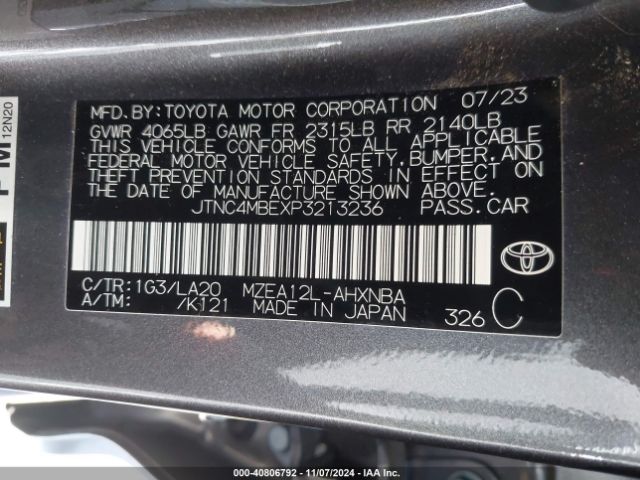 MFD. BY: TOYOTA MOTOR CORPORATION 07/23
GVWR 4065LB GAWR FR 2315LB RR 2140LB
THIS VEHICLE CONFORMS TO ALL APPLICABLE
FEDERAL MOTOR VEHICLE SAFETY, BUMPER, AND
THEFT PREVENTION STANDARDS IN EFFECT ON
THE DATE OF MANUFACTURE SHOWN ABOVE.
JTNC4MBEXP3213236 PASS.CAR
C/TR: 1G3/LA20 MZEA12L-AHXNBA
A/TM: /K121 MADE IN JAPAN 326 C
12N20
000-40806792 - 11/07/2024 - IAA Inc.